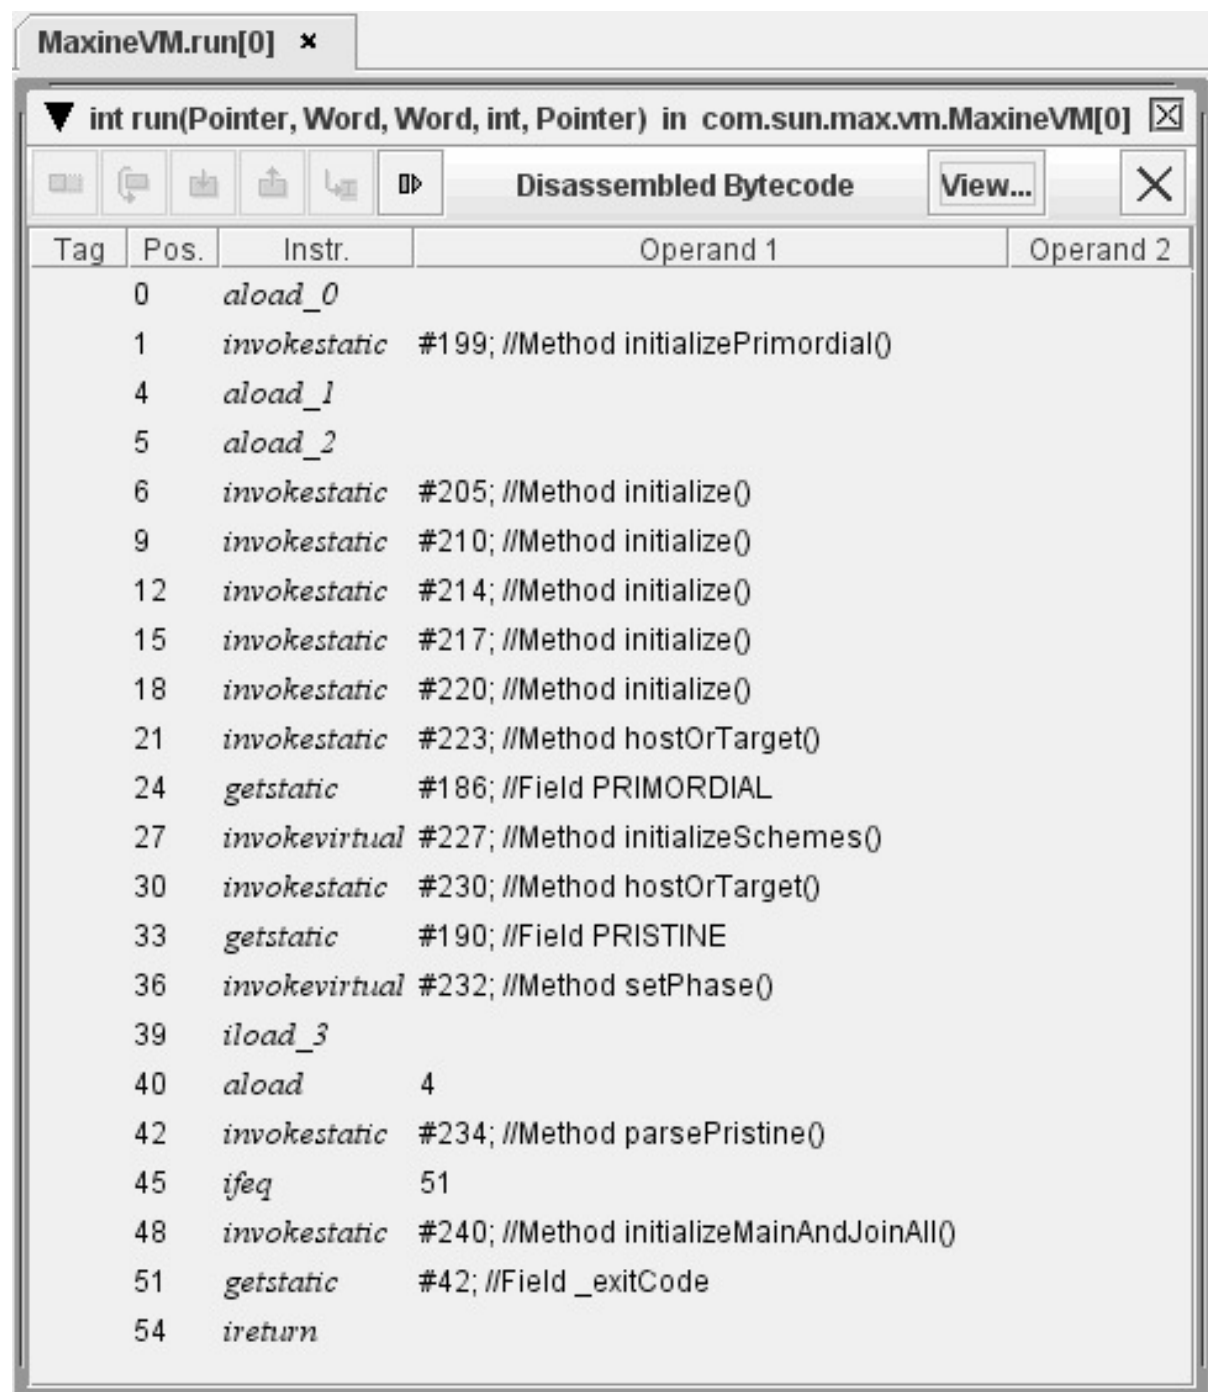 MaxineVM.run[0] ×
int run(Pointer, Word, Word, int, Pointer) in com.sun.max.vm.MaxineVM[0]
Disassembled Bytecode View...
Tag Pos. Instr. Operand 1 Operand 2
0 aload_0
1 invokestatic #199; //Method initializePrimordial()
4 aload_1
5 aload_2
6 invokestatic #205; //Method initialize()
9 invokestatic #210; //Method initialize()
12 invokestatic #214; //Method initialize()
15 invokestatic #217; //Method initialize()
18 invokestatic #220; //Method initialize()
21 invokestatic #223; //Method hostOrTarget()
24 getstatic #186; //Field PRIMORDIAL
27 invokevirtual #227; //Method initializeSchemes()
30 invokestatic #230; //Method hostOrTarget()
33 getstatic #190; //Field PRISTINE
36 invokevirtual #232; //Method setPhase()
39 iload_3
40 aload 4
42 invokestatic #234; //Method parsePristine()
45 ifeq 51
48 invokestatic #240; //Method initializeMainAndJoinAll()
51 getstatic #42; //Field _exitCode
54 ireturn